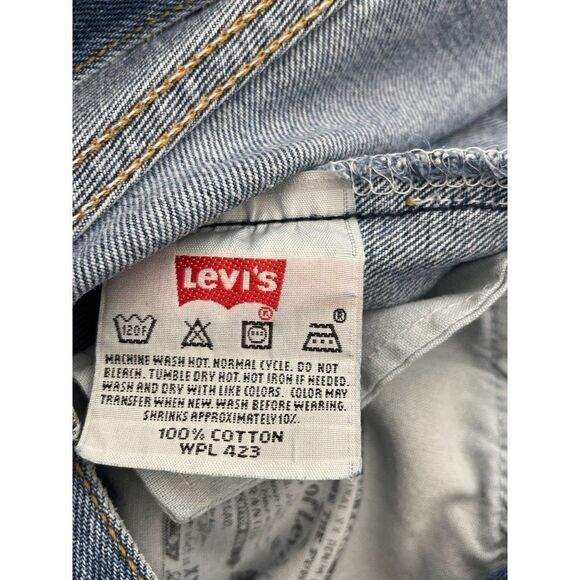 LEVI'S
®
®
120F
MACHINE WASH HOT. NORMAL CYCLE. DO NOT
BLEACH. TUMBLE DRY HOT. HOT IRON IF NEEDED.
WASH AND DRY WITH LIKE COLORS. COLOR MAY
TRANSFER WHEN NEW. WASH BEFORE WEARING.
SHRINKS APPROXIMATELY 10%.
100% COTTON
WPL 423